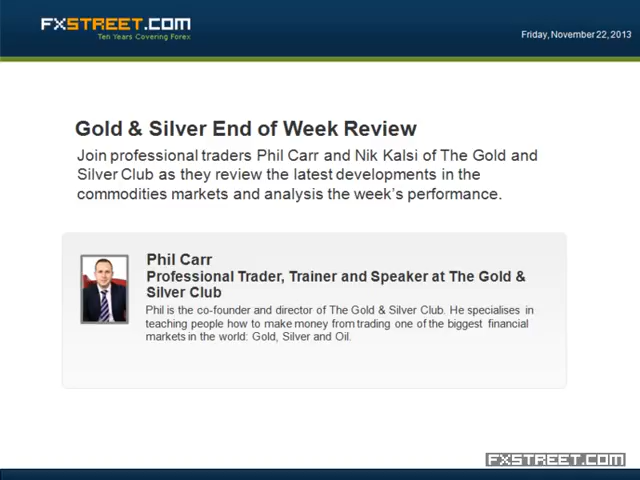 FXSTREET.COM
Ten Years Covering Forex
Friday, November 22, 2013
Gold & Silver End of Week Review
Join professional traders Phil Carr and Nik Kalsi of The Gold and
Silver Club as they review the latest developments in the
commodities markets and analysis the week's performance.
Phil Carr
Professional Trader, Trainer and Speaker at The Gold &
Silver Club
Phil is the co-founder and director of The Gold & Silver Club. He specialises in
teaching people how to make money from trading one of the biggest financial
markets in the world: Gold, Silver and Oil.
FXSTREET.COM